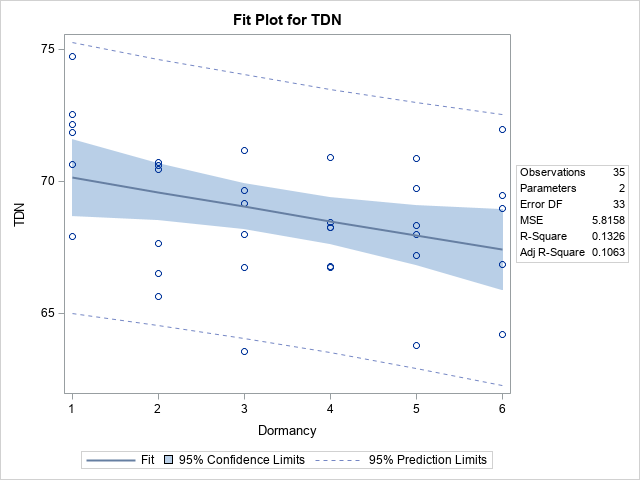 Fit Plot for TDN
75
70
65
TDN
1 2 3 4 5 6
Dormancy
Observations 35
Parameters 2
Error DF 33
MSE 5.8158
R-Square 0.1326
Adj R-Square 0.1063
Fit 95% Confidence Limits 95% Prediction Limits